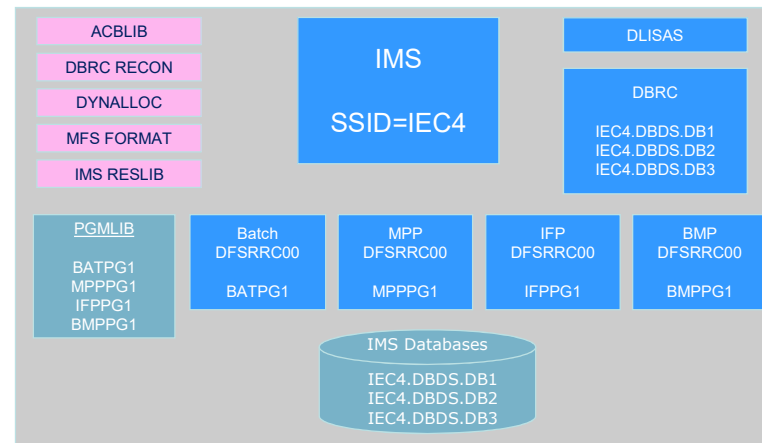 ACBLIB
DBRC RECON
DYNALLOC
MFS FORMAT
IMS RESLIB
IMS
SSID=IEC4
DLISAS
DBRC
IEC4.DBDS.DB1
IEC4.DBDS.DB2
IEC4.DBDS.DB3
PGMLIB
BATPG1
MPPPG1
IFPPG1
BMPPG1
Batch
DFSRRC00
BATPG1
MPP
DFSRRC00
MPPPG1
IFP
DFSRRC00
IFPPG1
BMP
DFSRRC00
BMPPG1
IMS Databases
IEC4.DBDS.DB1
IEC4.DBDS.DB2
IEC4.DBDS.DB3